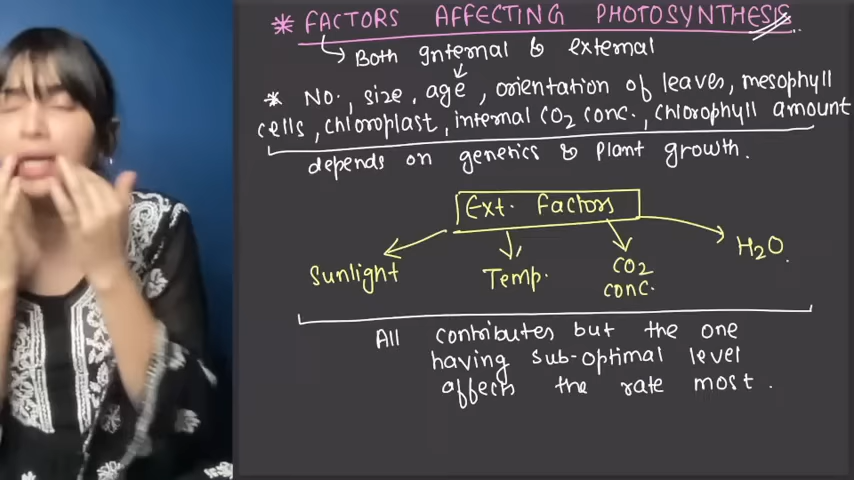 * FACTORS AFFECTING PHOTOSYNTHESIS
Both Internal & external
* No., size, age, orientation of leaves, mesophyll
cells, chloroplast, internal CO2 conc., chlorophyll amount
depends on genetics & Plant growth.
Ext. Factors
Sunlight Temp. CO2 conc. H2O
All contributes but the one
having sub-optimal level
affects the rate most.